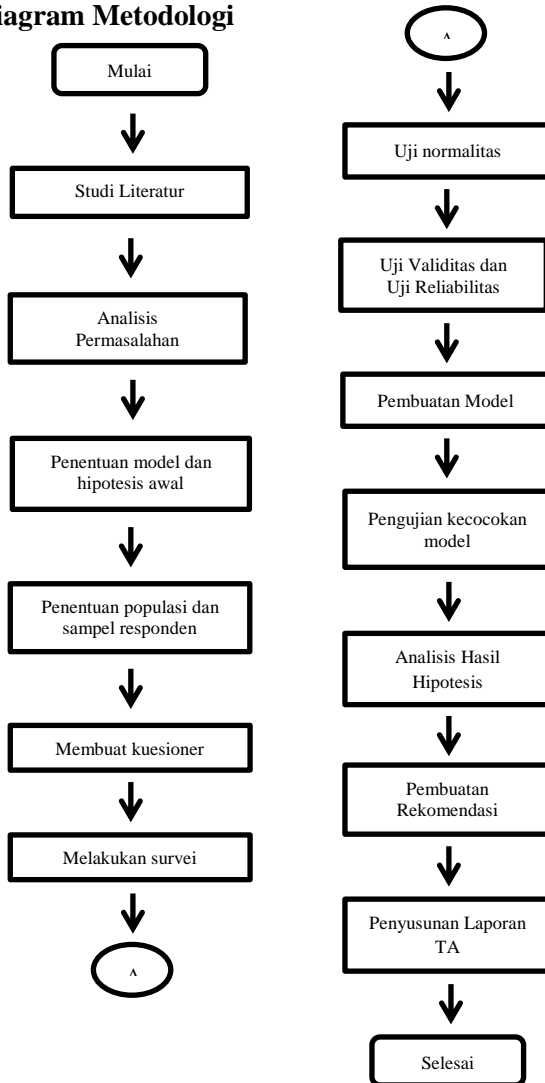 iagram Metodologi
Mulai
Studi Literatur
Analisis
Permasalahan
Penentuan model dan
hipotesis awal
Penentuan populasi dan
sampel responden
Membuat kuesioner
Melakukan survei
Uji normalitas
Uji Validitas dan
Uji Reliabilitas
Pembuatan Model
Pengujian kecocokan
model
Analisis Hasil
Hipotesis
Pembuatan
Rekomendasi
Penyusunan Laporan
TA
Selesai